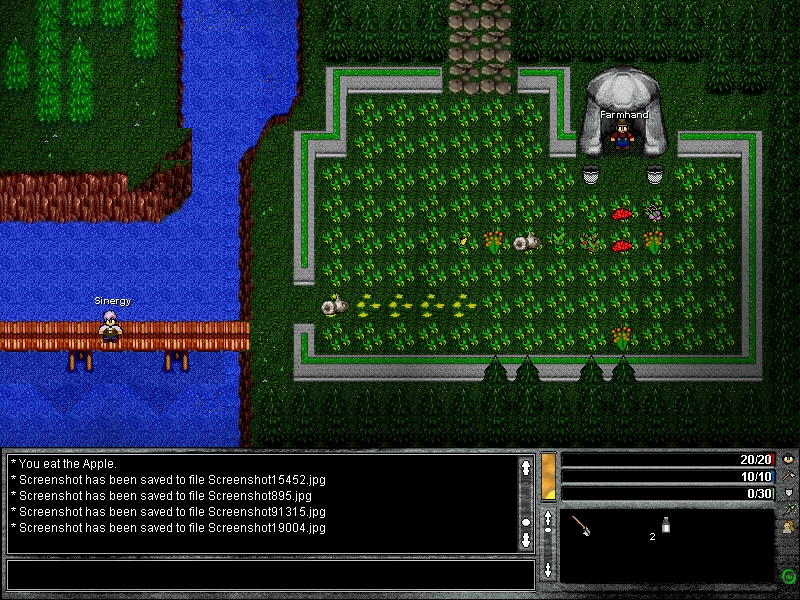 Farmhand
Sinergy
* You eat the Apple.
* Screenshot has been saved to file Screenshot15452.jpg
* Screenshot has been saved to file Screenshot895.jpg
* Screenshot has been saved to file Screenshot91315.jpg
* Screenshot has been saved to file Screenshot19004.jpg
20/20
10/10
0/30
2